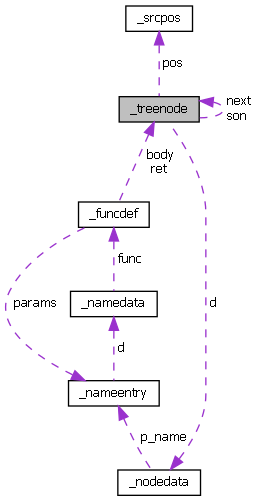 _srcpos
pos
_treenode
next
son
body
ret
_funcdef
func
params
_namedata
d
d
_nameentry
p_name
_nodedata